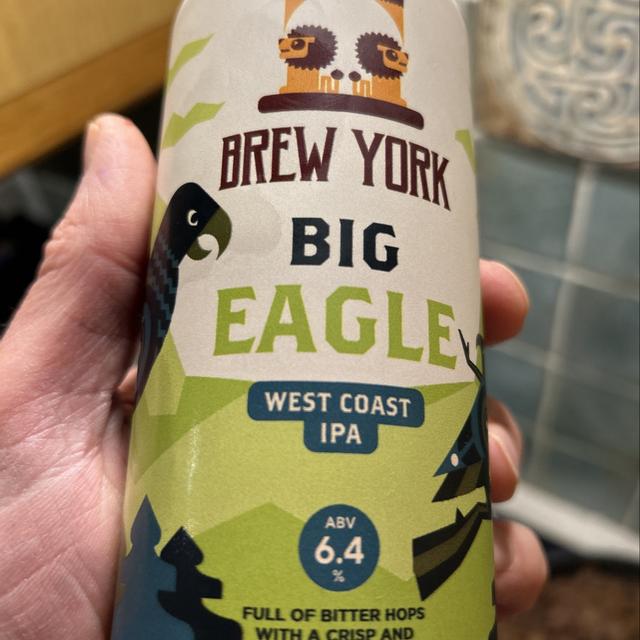 BREW YORK
BIG
EAGLE
WEST COAST
IPA
ABV
6.4
%
FULL OF BITTER HOPS
WITH A CRISP AND